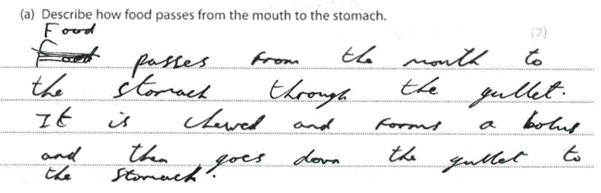 (a) Describe how food passes from the mouth to the stomach.
(2)
Food
passes from the mouth to
the stomach through the gullet.
It is chewed and forms a bolus
and then goes down the gullet to
the stomach.